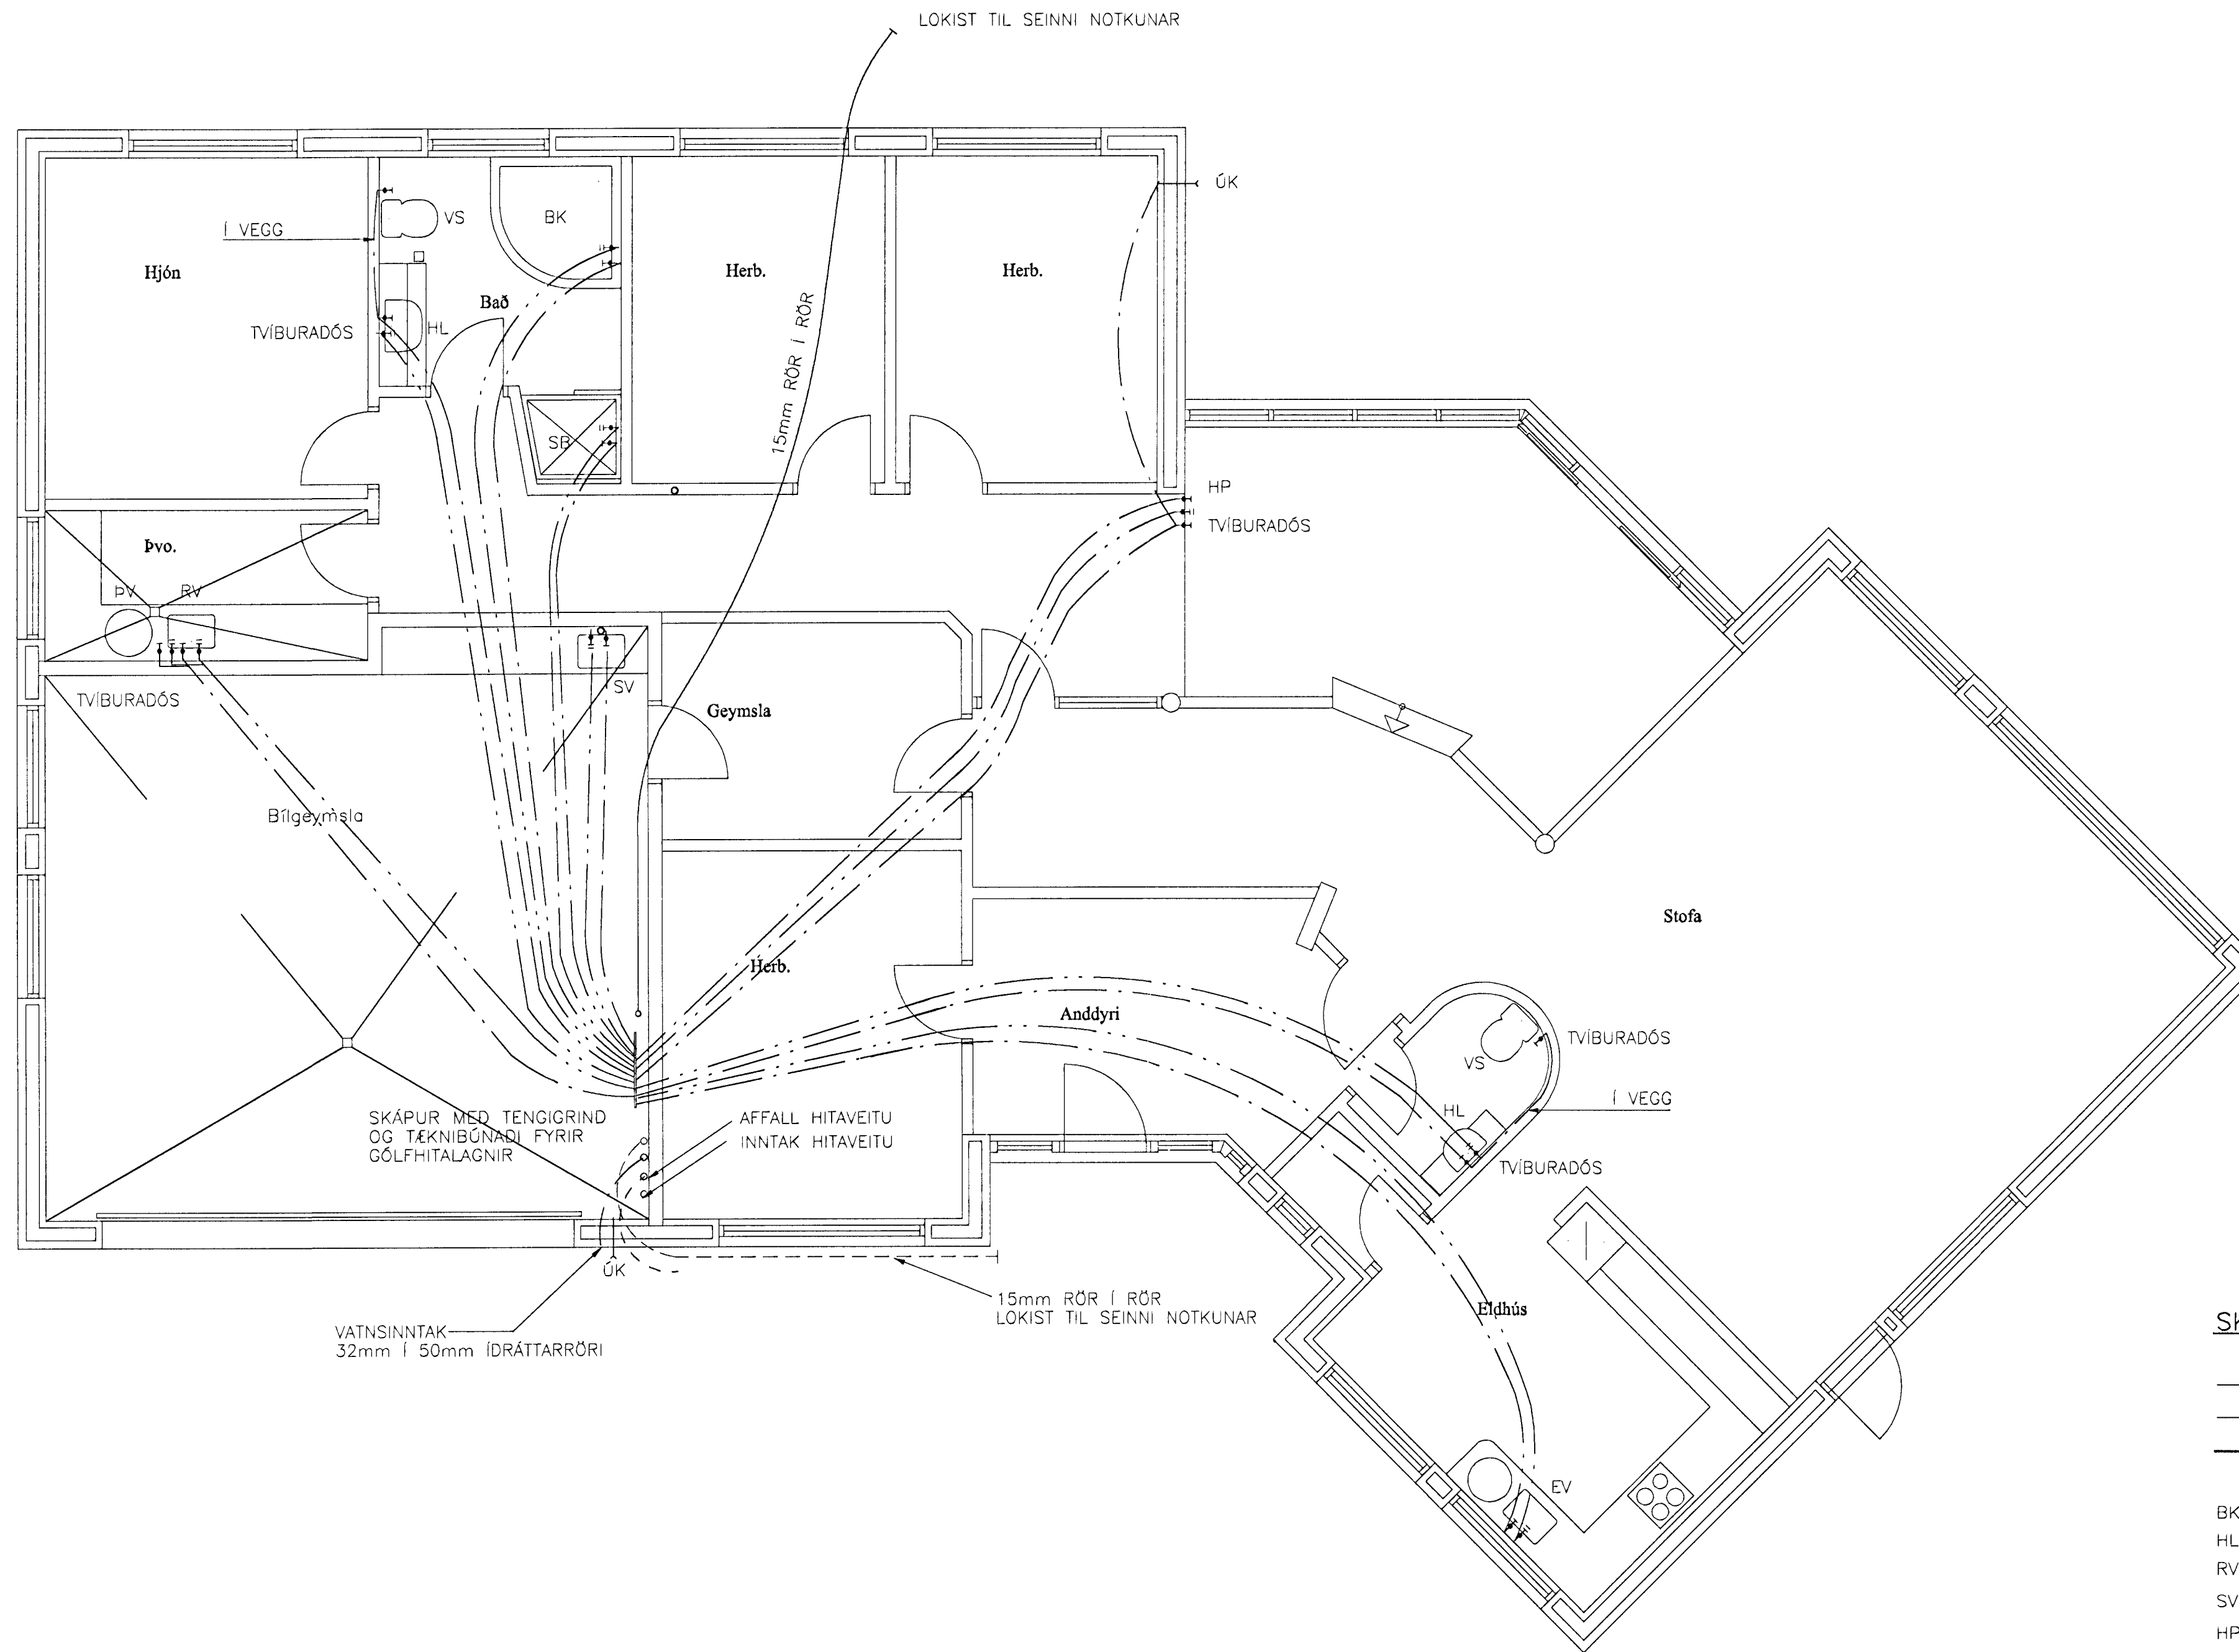 LOKIST TIL SEINNI NOTKUNAR
ÚK
VS
BK
Í VEGG
Hjón
Herb.
Herb.
Bað
HL
TVÍBURADÓS
15mm RÖR Í RÖR
SB
HP
TVÍBURADÓS
Þvo.
ÞV
RV
SV
TVÍBURADÓS
Geymsla
Bílgeymsla
Stofa
Herb.
Anddyri
TVÍBURADÓS
VS
Í VEGG
HL
TVÍBURADÓS
SKÁPUR MEÐ TENGIGRIND
OG TÆKNIBÚNAÐI FYRIR
GÓLFHITALAGNIR
AFFALL HITAVEITU
INNTAK HITAVEITU
ÚK
15mm RÖR Í RÖR
LOKIST TIL SEINNI NOTKUNAR
Eldhús
VATNSINNTAK
32mm Í 50mm ÍDRÁTTARRÖRI
EV
BK
HL
RV
SV
HP